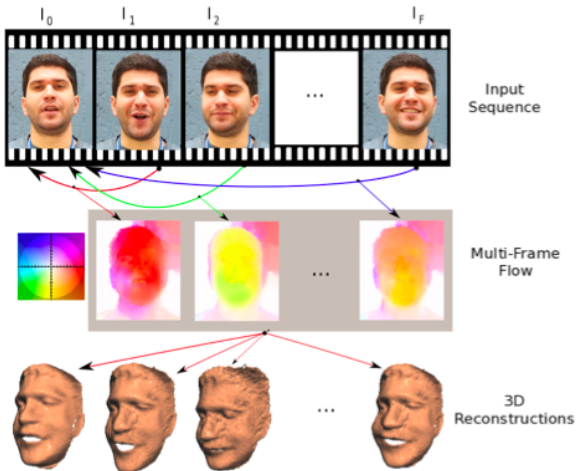 I0 I1 I2 IF
...
Input
Sequence
Multi-Frame
Flow
...
3D
Reconstructions
...